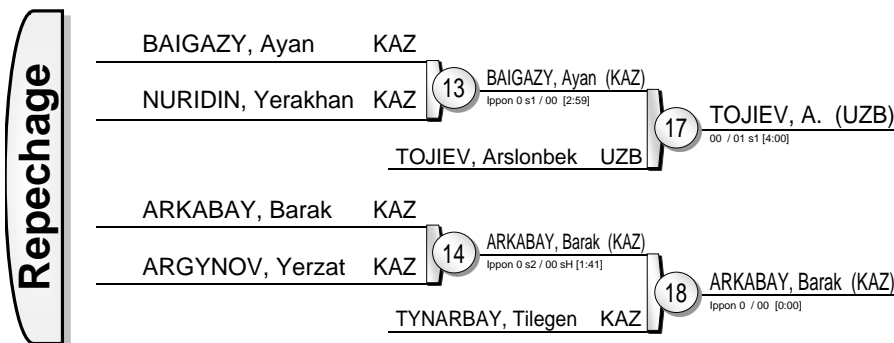 Repechage
BAIGAZY, Ayan KAZ
NURIDIN, Yerakhan KAZ
13
BAIGAZY, Ayan (KAZ)
Ippon 0 s1 / 00 [2:59]
TOJIEV, Arslonbek UZB
17
TOJIEV, A. (UZB)
00 / 01 s1 [4:00]
ARKABAY, Barak KAZ
ARGYNOV, Yerzat KAZ
14
ARKABAY, Barak (KAZ)
Ippon 0 s2 / 00 sH [1:41]
TYNARBAY, Tilegen KAZ
18
ARKABAY, Barak (KAZ)
Ippon 0 / 00 [0:00]